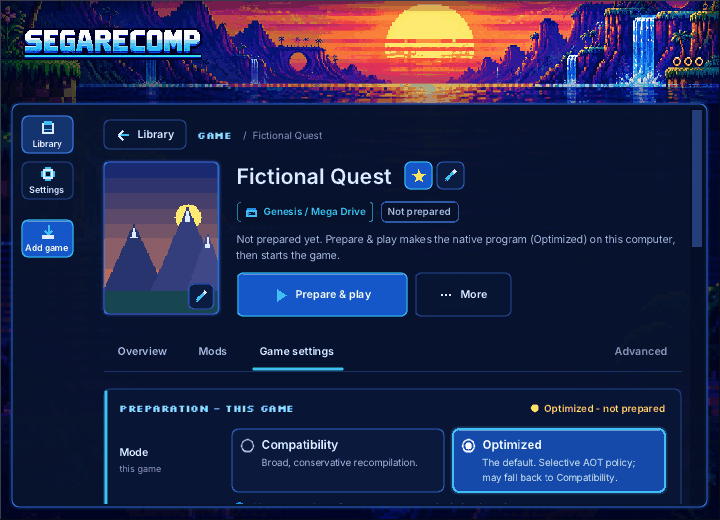 SEGARECOMP
Library
Settings
Add game
Library GAME / Fictional Quest
Fictional Quest
Genesis / Mega Drive Not prepared
Not prepared yet. Prepare & play makes the native program (Optimized) on this computer,
then starts the game.
Prepare & play ... More
Overview Mods Game settings Advanced
PREPARATION – THIS GAME Optimized - not prepared
Mode
this game
Compatibility
Broad, conservative recompilation.
Optimized
The default. Selective AOT policy;
may fall back to Compatibility.